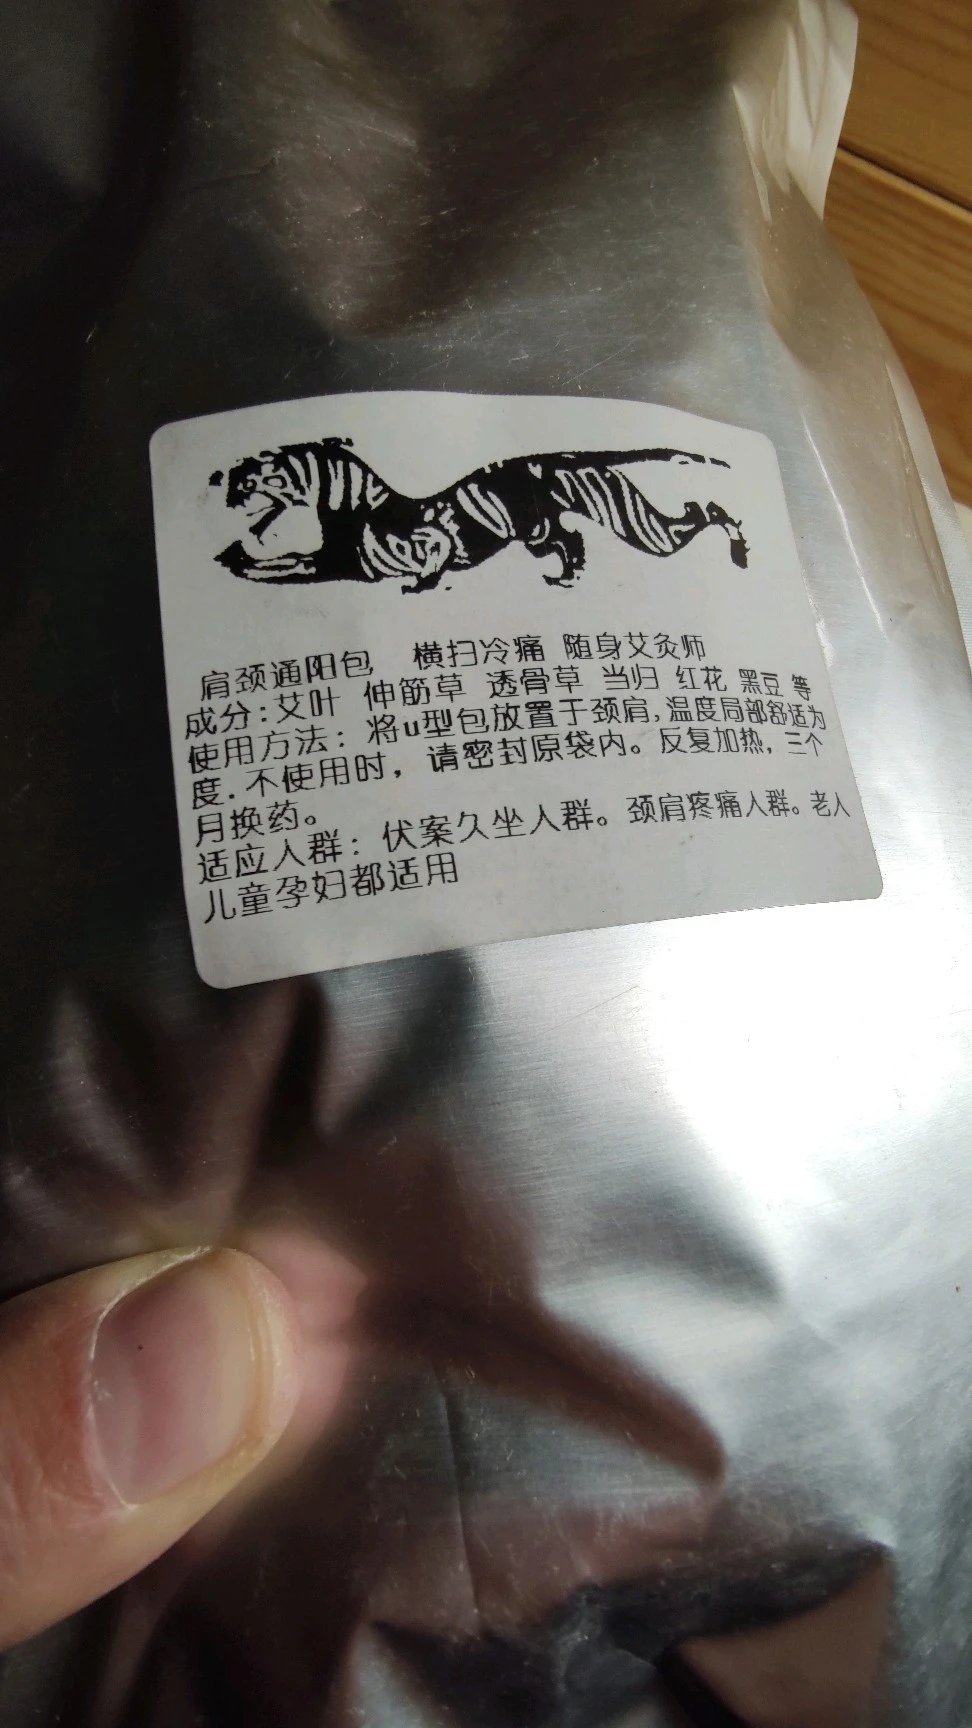 肩颈通阳包 横扫冷痛 随身艾灸师
成分：艾叶 伸筋草 透骨草 当归 红花 黑豆 等
使用方法：将u型包放置于颈肩，温度局部舒适为
度．不使用时，请密封原袋内。反复加热，三个
月换药。
适应人群：伏案久坐人群。颈肩疼痛人群。老人
儿童孕妇都适用